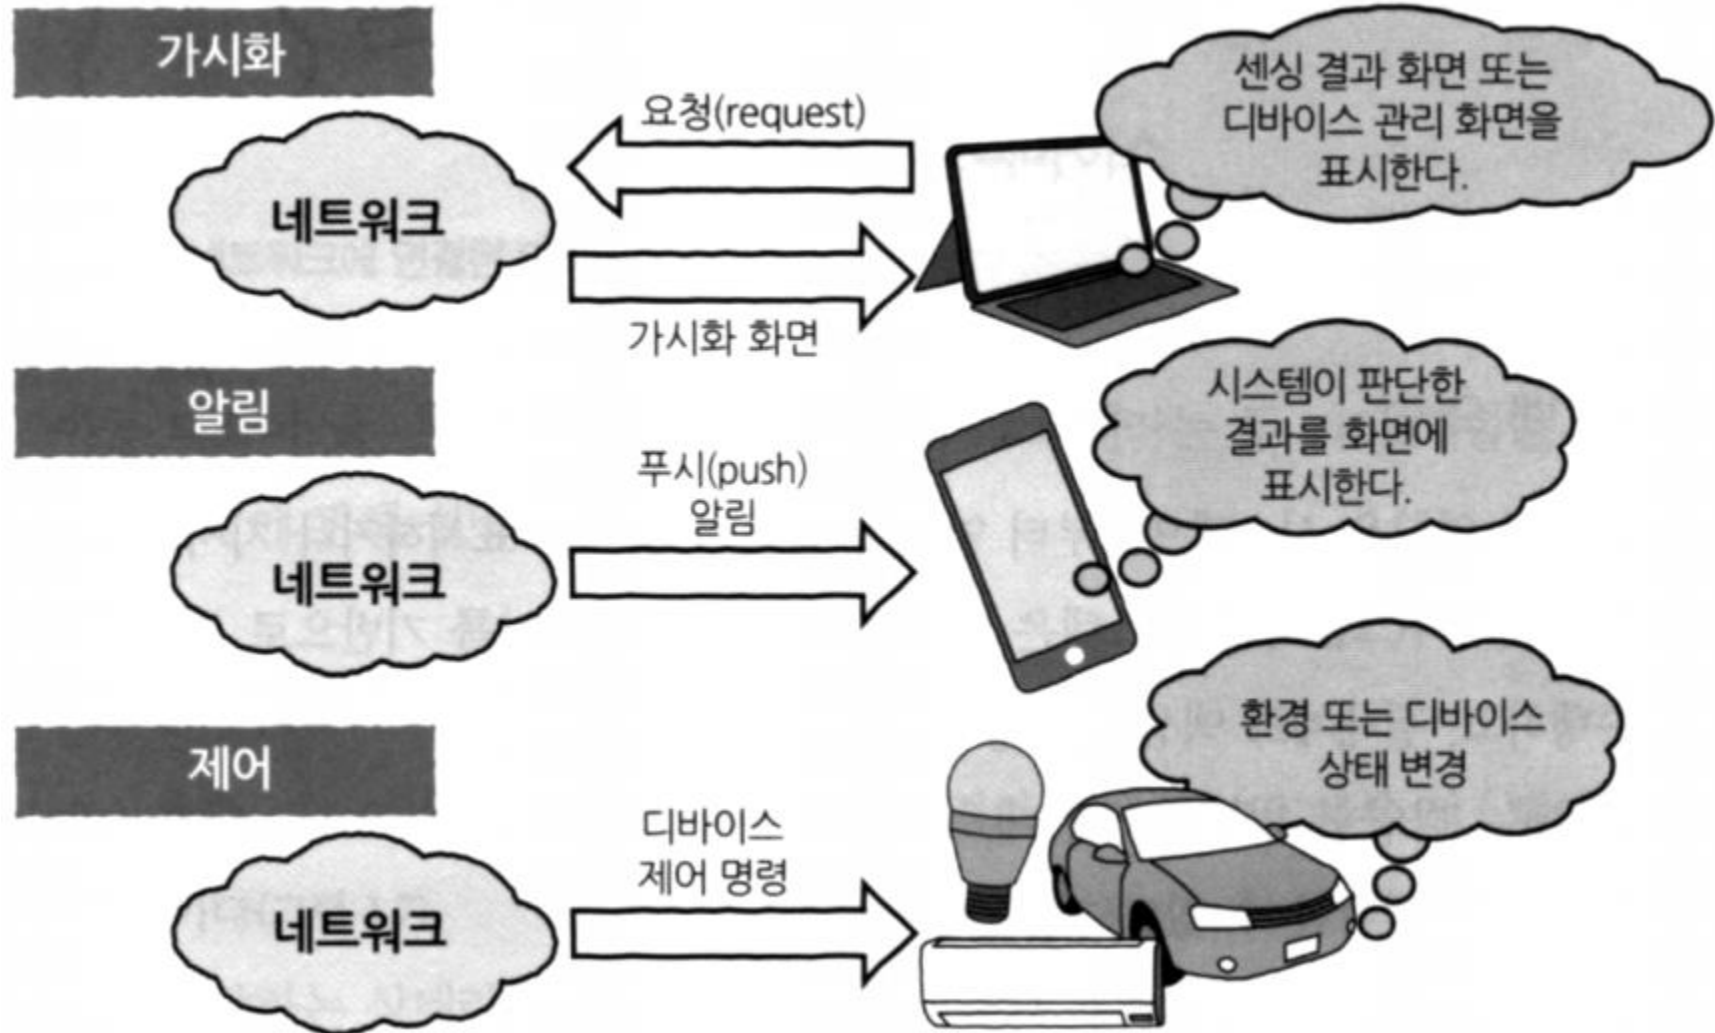 가시화
요청(request)
네트워크
가시화 화면
센싱 결과 화면 또는
디바이스 관리 화면을
표시한다.
알림
푸시(push)
알림
네트워크
시스템이 판단한
결과를 화면에
표시한다.
제어
디바이스
제어 명령
네트워크
환경 또는 디바이스
상태 변경